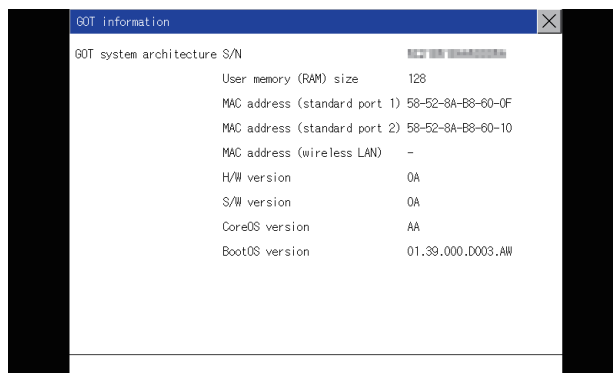 GOT information
GOT system architecture S/N
User memory (RAM) size 128
MAC address (standard port 1) 58-52-8A-B8-60-0F
MAC address (standard port 2) 58-52-8A-B8-60-10
MAC address (wireless LAN) -
H/W version 0A
S/W version 0A
CoreOS version AA
BootOS version 01.39.000.D003.AW